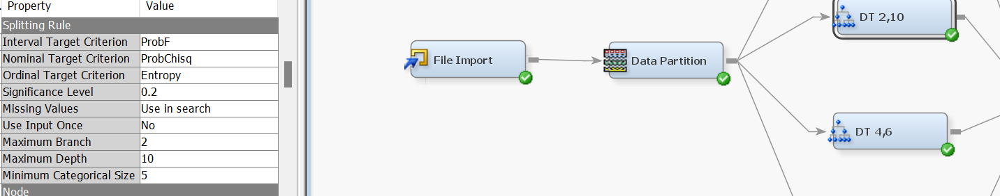 Property Value
Splitting Rule
Interval Target Criterion ProbF
Nominal Target Criterion ProbChisq
Ordinal Target Criterion Entropy
Significance Level 0.2
Missing Values Use in search
Use Input Once No
Maximum Branch 2
Maximum Depth 10
Minimum Categorical Size 5
Node
File Import
Data Partition
DT 2,10
DT 4,6